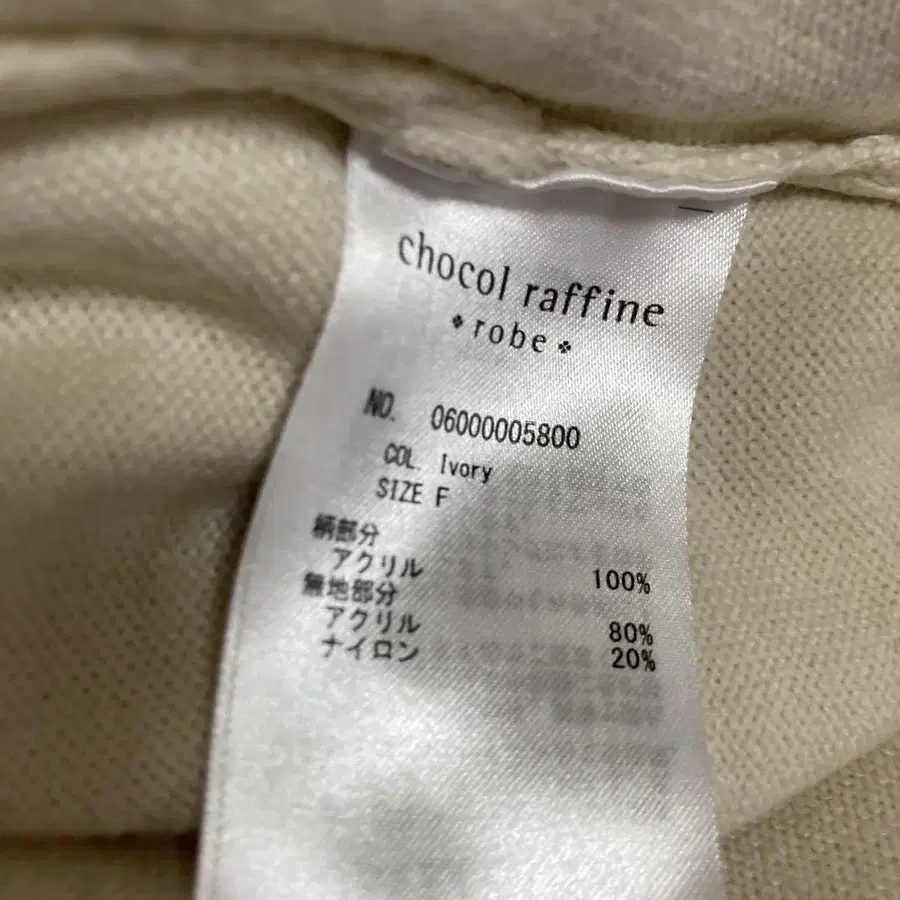 chocol raffine
robe
NO. 06000005800
COL. Ivory
SIZE F
柄部分
アクリル 100%
無地部分
アクリル 80%
ナイロン 20%